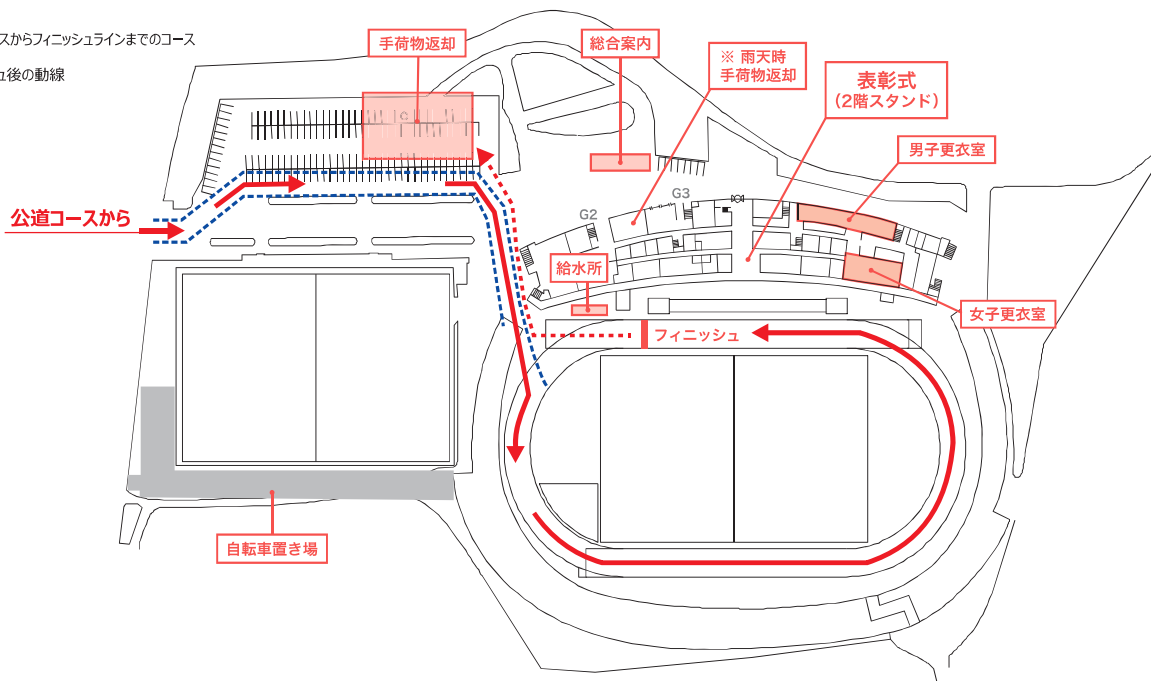 スからフィニッシュラインまでのコース
ュ後の動線
手荷物返却
総合案内
※ 雨天時
手荷物返却
表彰式
（2階スタンド）
男子更衣室
G3
G2
公道コースから
給水所
女子更衣室
フィニッシュ
自転車置き場